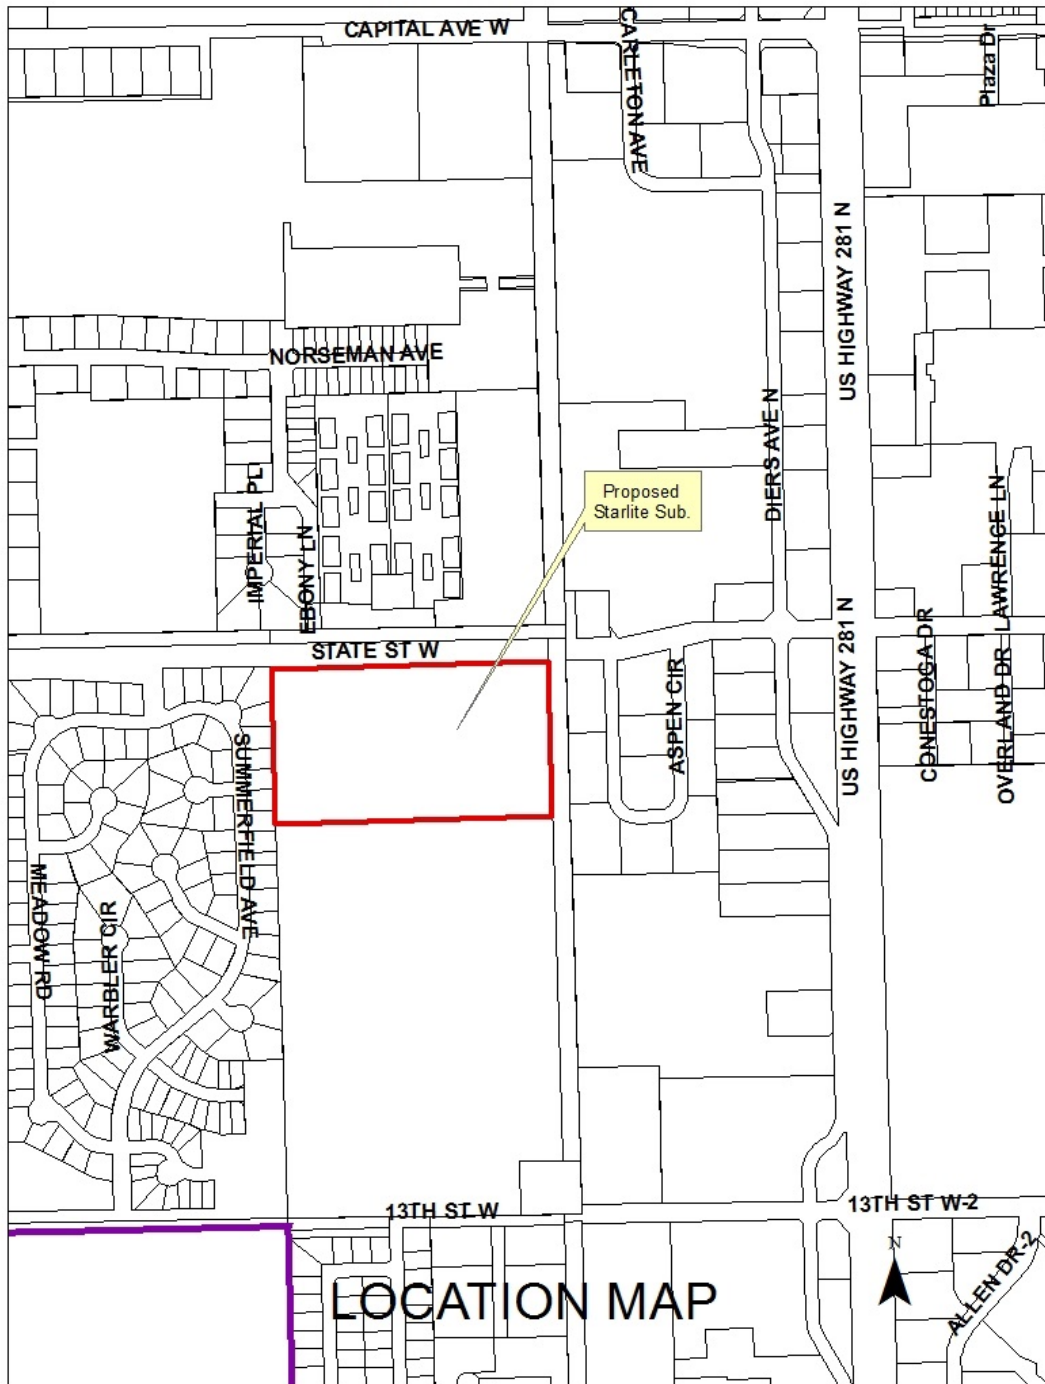 CAPITAL AVE W
CARLETON AVE
Plaza Dr
US HIGHWAY 281 N
NORSEMAN AVE
DIERS AVE N
IMPERIAL PL
EBONY LN
Proposed
Starlite Sub.
LAWRENCE LN
STATE ST W
US HIGHWAY 281 N
CONESTOGA DR
OVERLAND DR
ASPEN CIR
SUMMERFIELD AVE
MEADOW RD
WARBLER CIR
13TH ST W
13TH ST W-2
N
ALLEN DR-2
LOCATION MAP